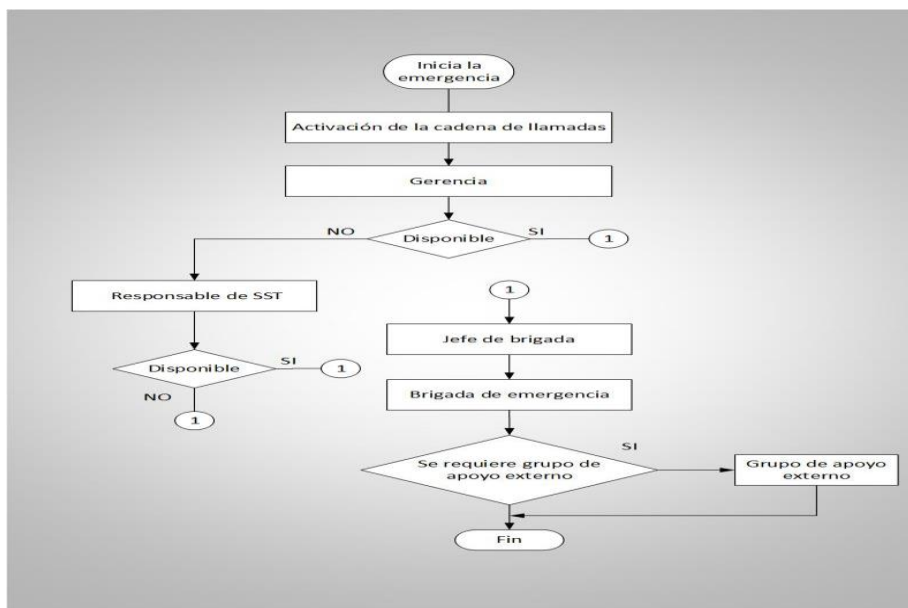 Inicia la
emergencia
Activación de la cadena de llamadas
Gerencia
NO
Disponible
SI
1
Responsable de SST
Disponible
SI
1
NO
1
1
Jefe de brigada
Brigada de emergencia
Se requiere grupo de
apoyo externo
SI
Grupo de apoyo
externo
Fin